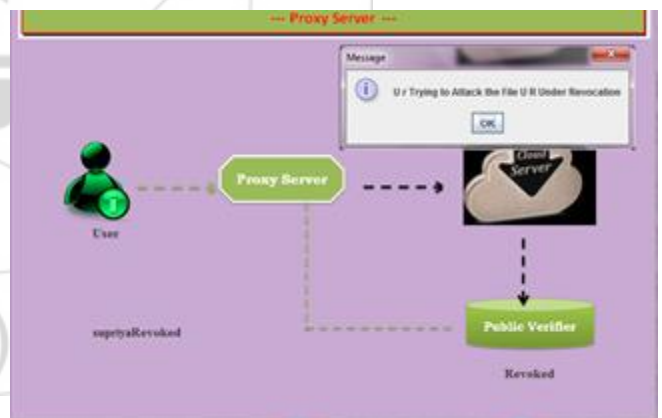 --- Proxy Server ---
Message
U r Trying to Attack the File U R Under Revocation
OK
Cloud
Server
Proxy Server
User
Public Verifier
supriyaRevoked
Revoked